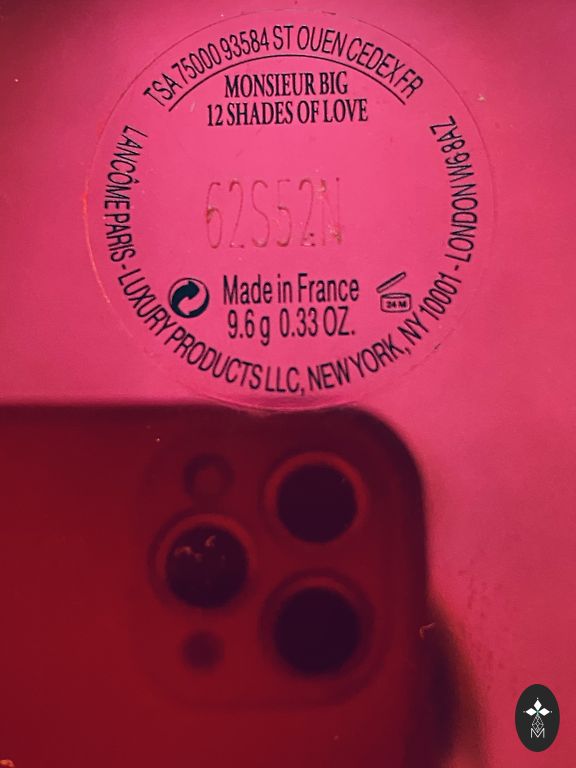 TSA 75000 93584 ST OUEN CEDEX FR
MONSIEUR BIG
12 SHADES OF LOVE
62S52N
Made in France
9.6 g 0.33 OZ.
24 M
LANCÔME PARIS - LUXURY PRODUCTS LLC, NEW YORK, NY 10001 - LONDON W6 8AZ
M